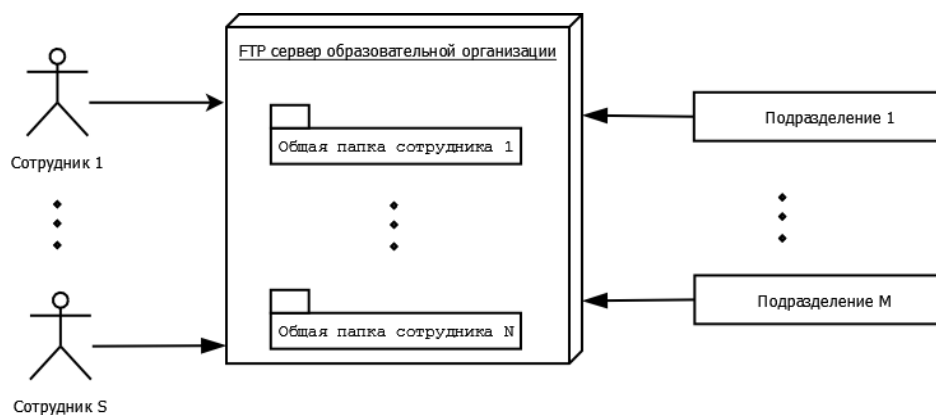 FTP сервер образовательной организации
Сотрудник 1
Общая папка сотрудника 1
Подразделение 1
Сотрудник S
Общая папка сотрудника N
Подразделение M